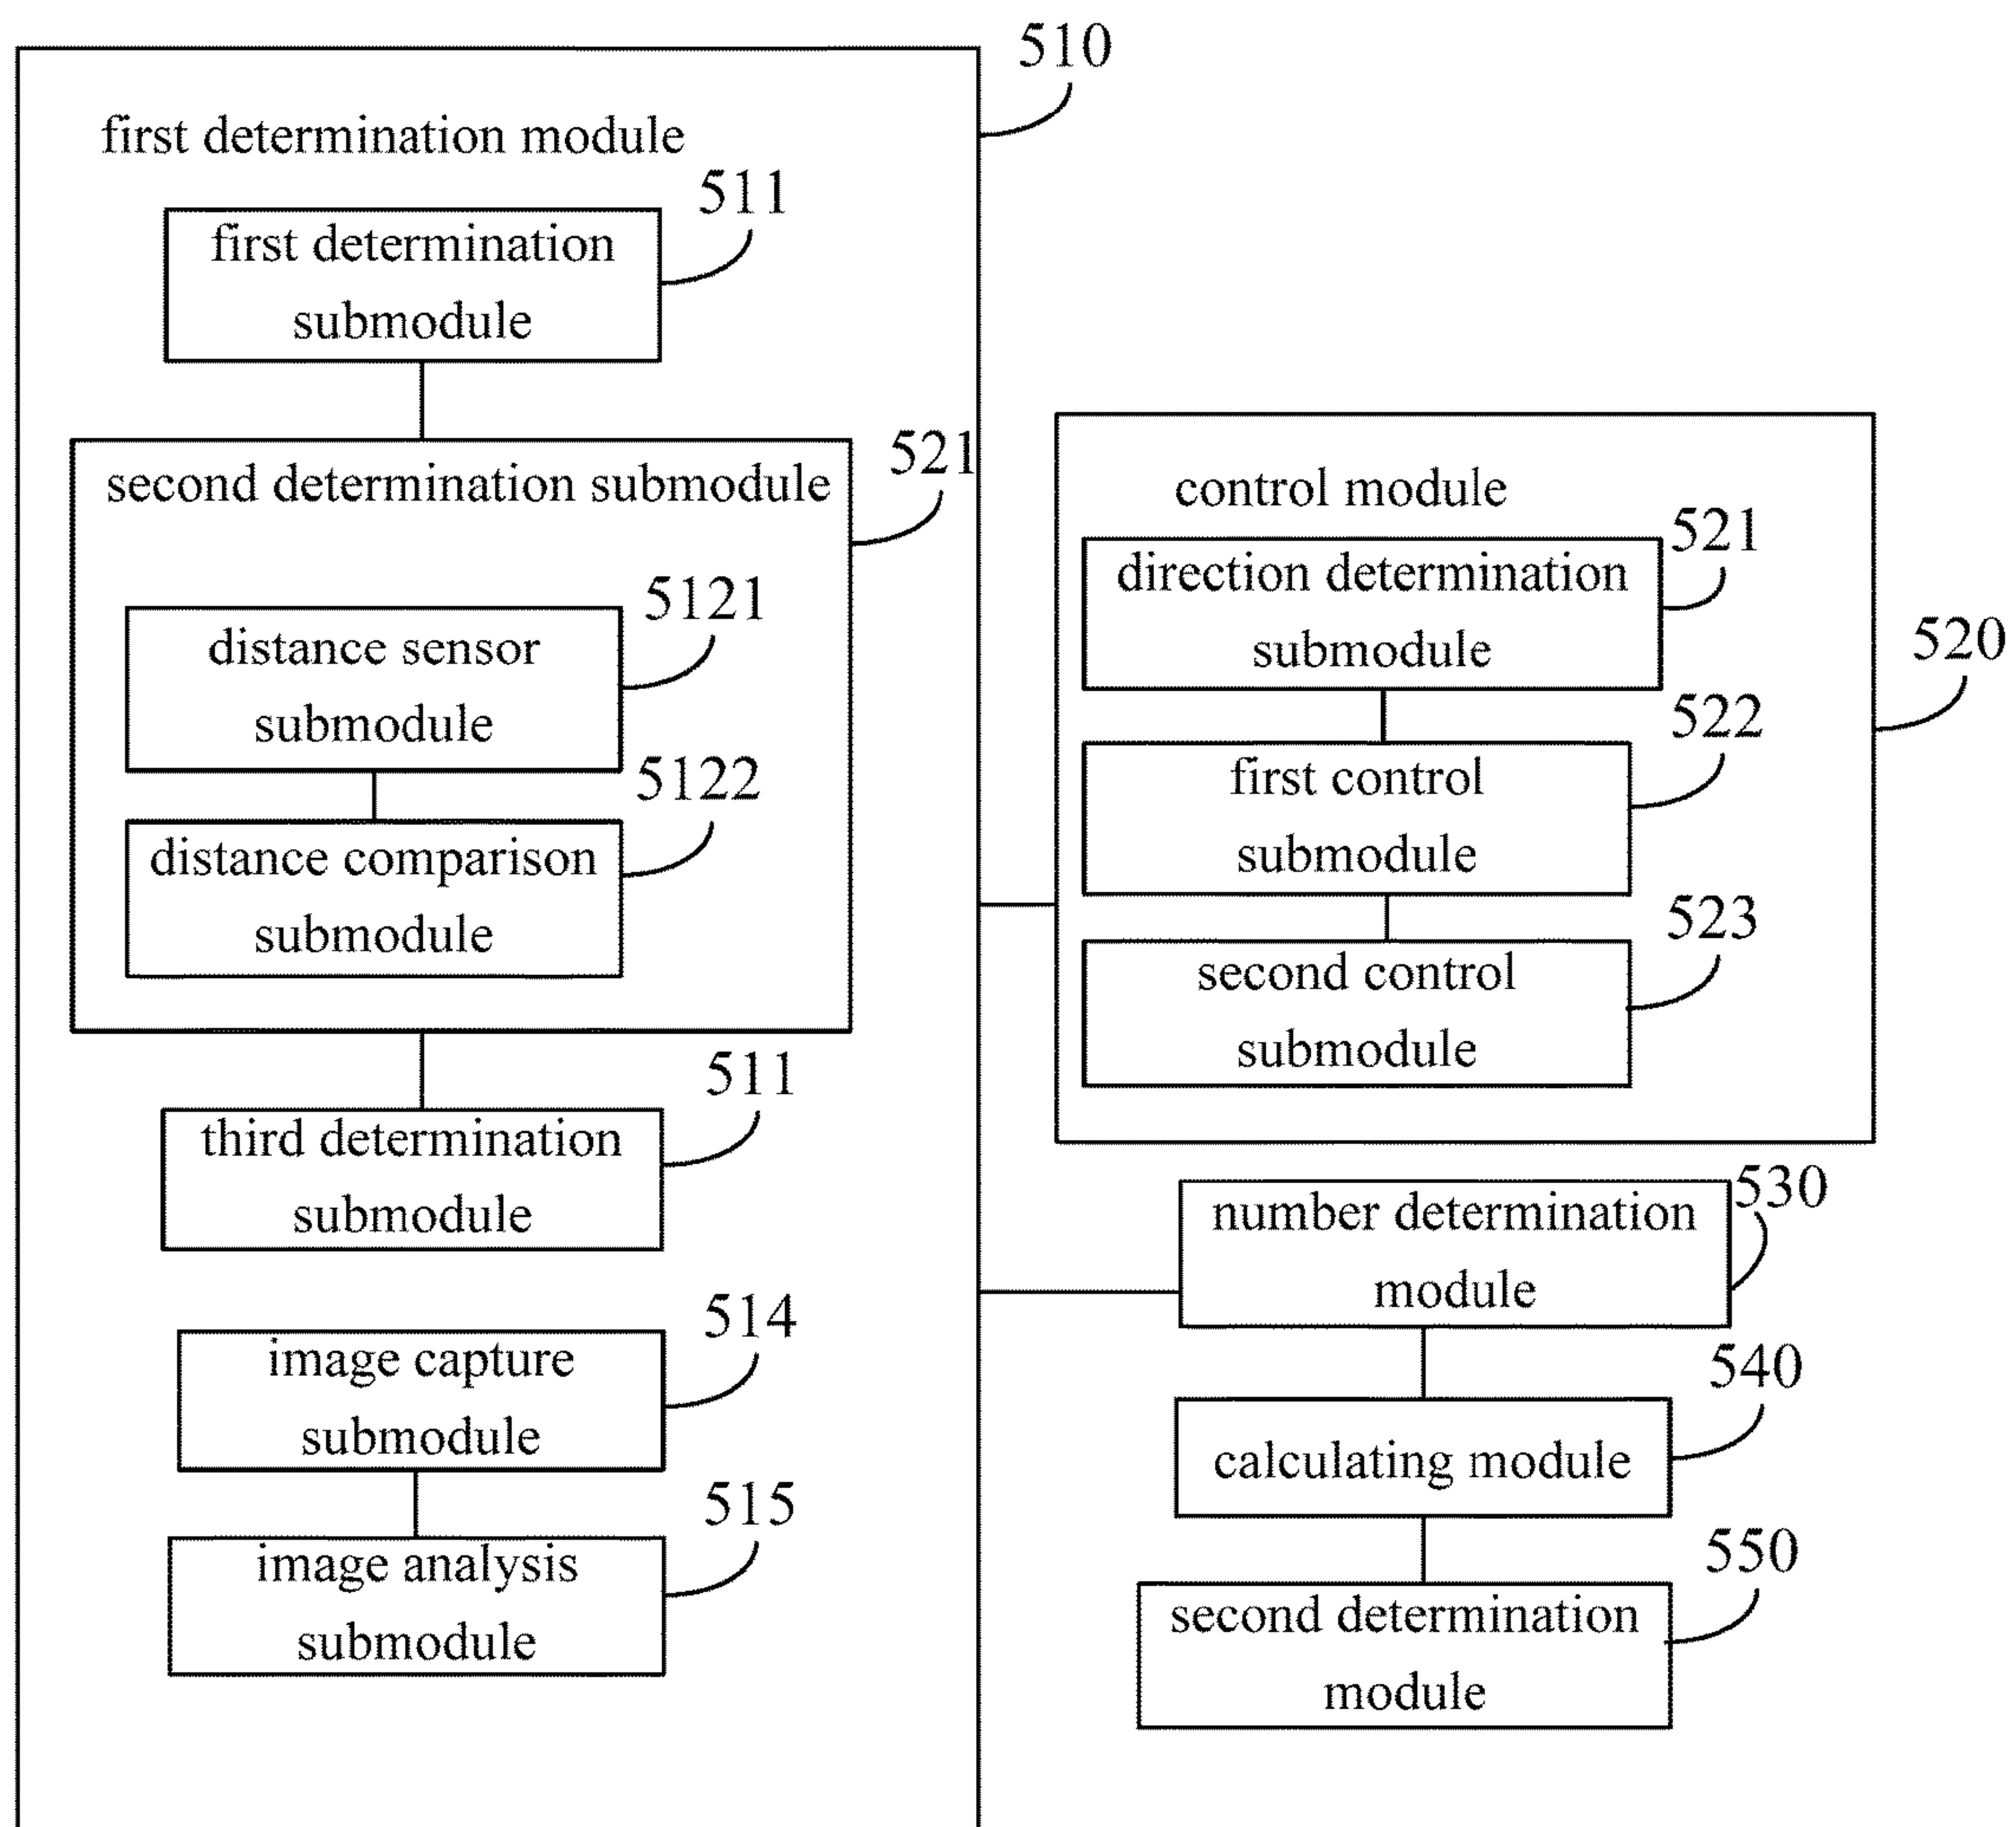 510
first determination module
511
first determination
submodule
521
second determination submodule
5121
distance sensor
submodule
5122
distance comparison
submodule
511
third determination
submodule
514
image capture
submodule
515
image analysis
submodule
520
control module
521
direction determination
submodule
522
first control
submodule
523
second control
submodule
530
number determination
module
540
calculating module
550
second determination
module